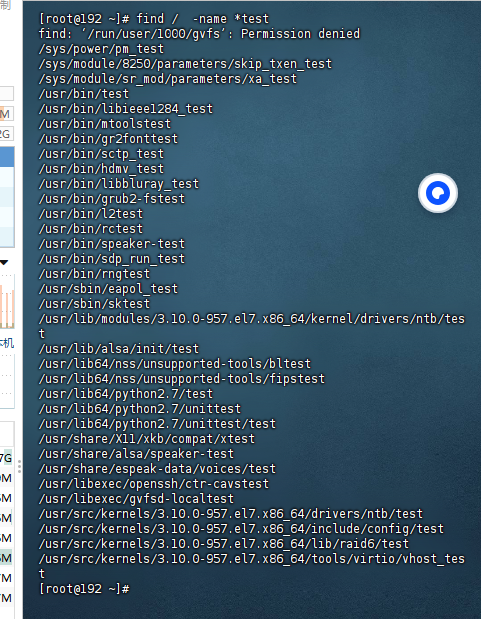 制
[root@192 ~]# find /  -name *test
find: ‘/run/user/1000/gvfs’: Permission denied
/sys/power/pm_test
/sys/module/8250/parameters/skip_txen_test
/sys/module/sr_mod/parameters/xa_test
/usr/bin/test
/usr/bin/libieee1284_test
M
/usr/bin/mtoolstest
2G
/usr/bin/gr2fonttest
/usr/bin/sctp_test
/usr/bin/hdmv_test
/usr/bin/libbluray_test
/usr/bin/grub2-fstest
/usr/bin/l2test
/usr/bin/rctest
/usr/bin/speaker-test
/usr/bin/sdp_run_test
/usr/bin/rngtest
/usr/sbin/eapol_test
/usr/sbin/sktest
/usr/lib/modules/3.10.0-957.el7.x86_64/kernel/drivers/ntb/tes
t
本机
/usr/lib/alsa/init/test
/usr/lib64/nss/unsupported-tools/bltest
/usr/lib64/nss/unsupported-tools/fipstest
/usr/lib64/python2.7/test
/usr/lib64/python2.7/unittest
/usr/lib64/python2.7/unittest/test
/usr/share/X11/xkb/compat/xtest
/usr/share/alsa/speaker-test
7G
/usr/share/espeak-data/voices/test
/usr/libexec/openssh/ctr-cavstest
/usr/libexec/gvfsd-localtest
/usr/src/kernels/3.10.0-957.el7.x86_64/drivers/ntb/test
/usr/src/kernels/3.10.0-957.el7.x86_64/include/config/test
/usr/src/kernels/3.10.0-957.el7.x86_64/lib/raid6/test
/usr/src/kernels/3.10.0-957.el7.x86_64/tools/virtio/vhost_tes
t
[root@192 ~]#